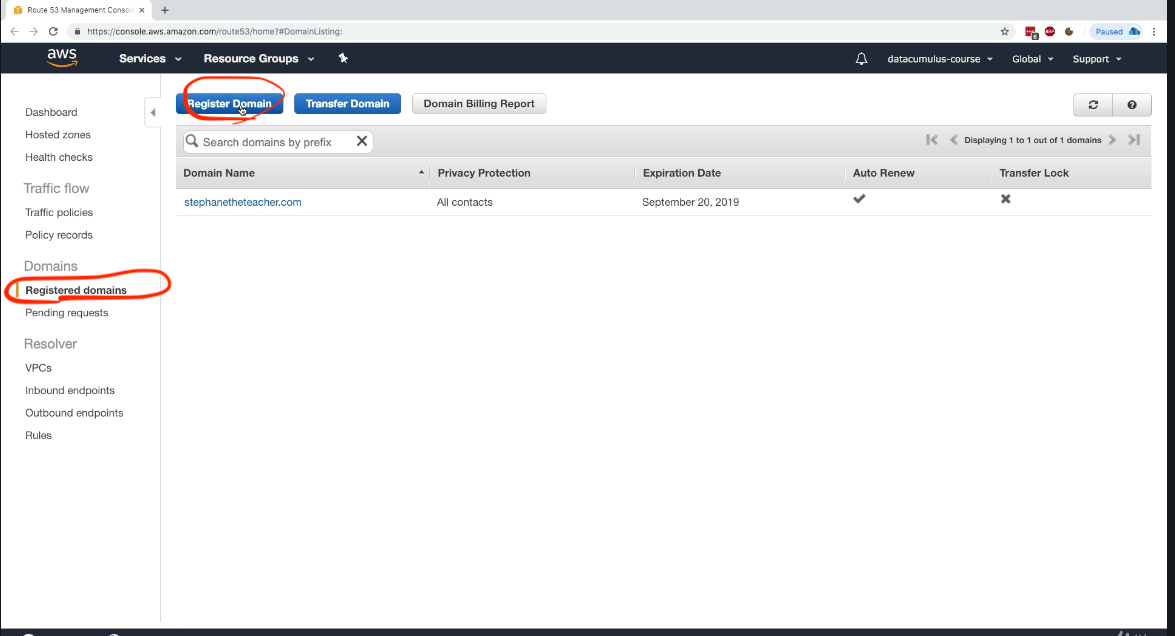 Route 53 Management Consol
https://console.aws.amazon.com/route53/home?#DomainListing:
Paused
aws
Services
Resource Groups
datacumulus-course
Global
Support
Register Domain
Transfer Domain
Domain Billing Report
Dashboard
Hosted zones
Health checks
Traffic flow
Traffic policies
Policy records
Domains
Registered domains
Pending requests
Resolver
VPCs
Inbound endpoints
Outbound endpoints
Rules
Search domains by prefix
Displaying 1 to 1 out of 1 domains
Domain Name Privacy Protection Expiration Date Auto Renew Transfer Lock
stephanetheteacher.com All contacts September 20, 2019